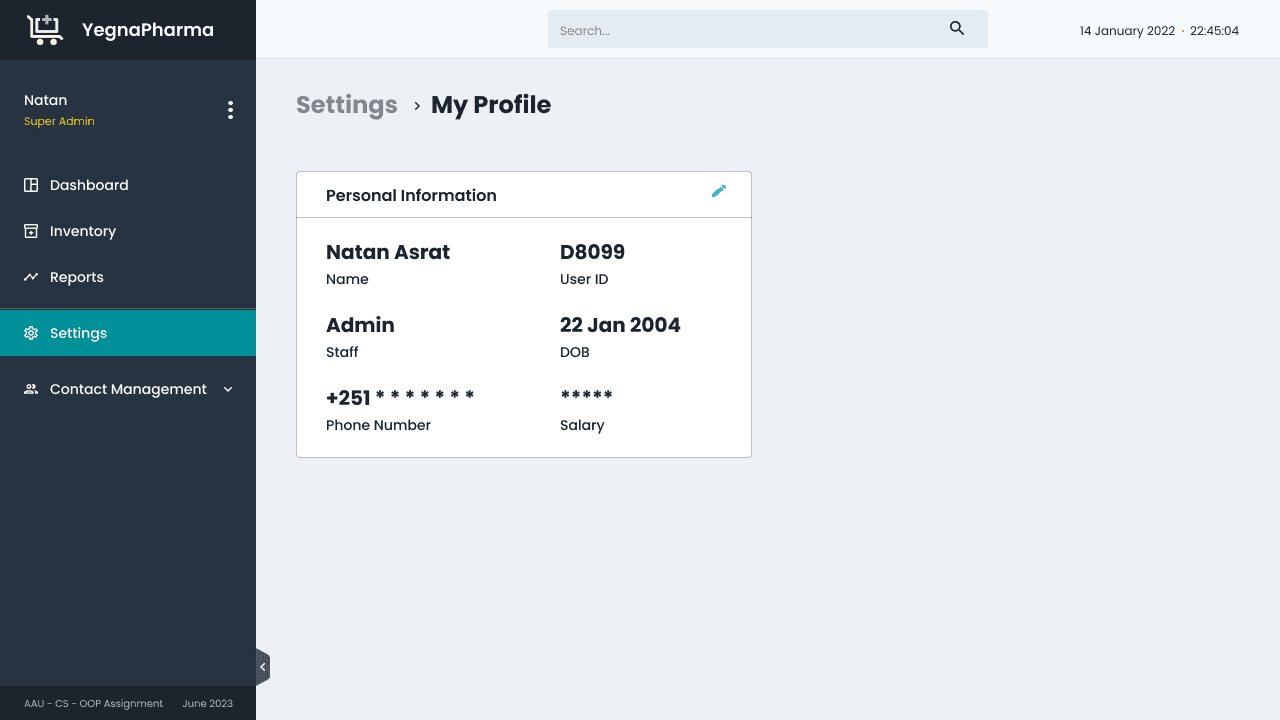 YegnaPharma
Search...
14 January 2022 • 22:45:04
Natan
Super Admin
Dashboard
Inventory
Reports
Settings
Contact Management
AAU - CS - OOP Assignment June 2023
Settings › My Profile
Personal Information
Natan Asrat D8099
Name User ID
Admin 22 Jan 2004
Staff DOB
+251 * * * * * * * *****
Phone Number Salary